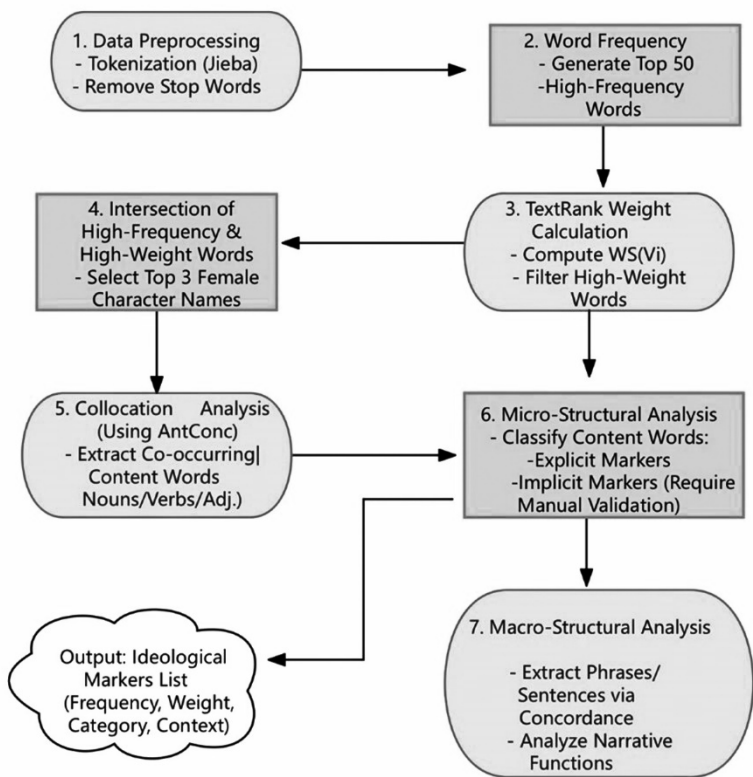 1. Data Preprocessing
- Tokenization (Jieba)
- Remove Stop Words
2. Word Frequency
- Generate Top 50
-High-Frequency
Words
3. TextRank Weight
Calculation
- Compute WS(Vi)
- Filter High-Weight
Words
4. Intersection of
High-Frequency &
High-Weight Words
- Select Top 3 Female
Character Names
5. Collocation Analysis
(Using AntConc)
- Extract Co-occurring|
Content Words
Nouns/Verbs/Adj.)
6. Micro-Structural Analysis
- Classify Content Words:
-Explicit Markers
-Implicit Markers (Require
Manual Validation)
7. Macro-Structural Analysis
- Extract Phrases/
Sentences via
Concordance
- Analyze Narrative
Functions
Output: Ideological
Markers List
(Frequency, Weight,
Category, Context)